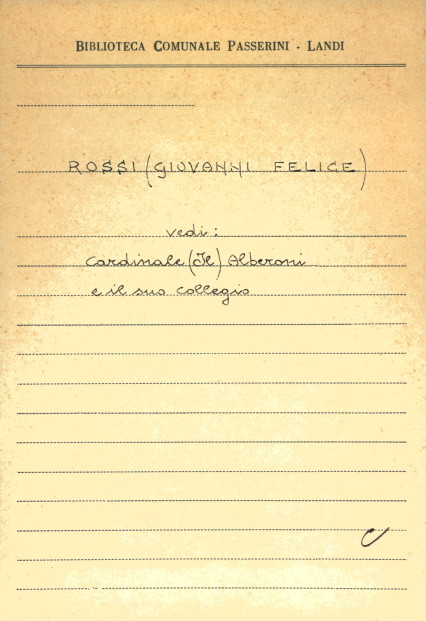 BIBLIOTECA COMUNALE PASSERINI - LANDI
ROSSI (GIOVANNI FELICE)
vedi:
Cardinale (Il) Alberoni
e il suo collegio
C